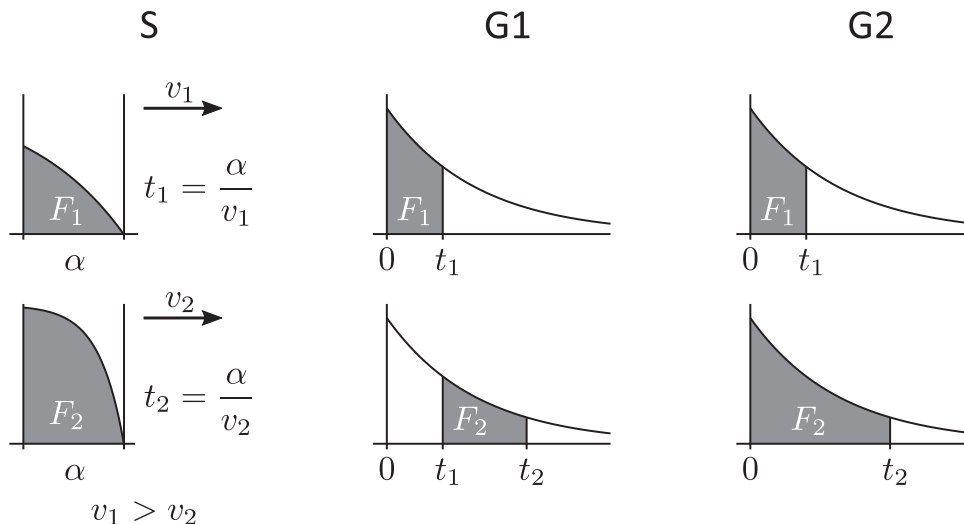 S G1 G2
v₁
t₁ = α/v₁
F₁ F₁ F₁
α 0 t₁ 0 t₁
v₂
t₂ = α/v₂
F₂ F₂ F₂
α 0 t₁ t₂ 0 t₂
v₁ > v₂